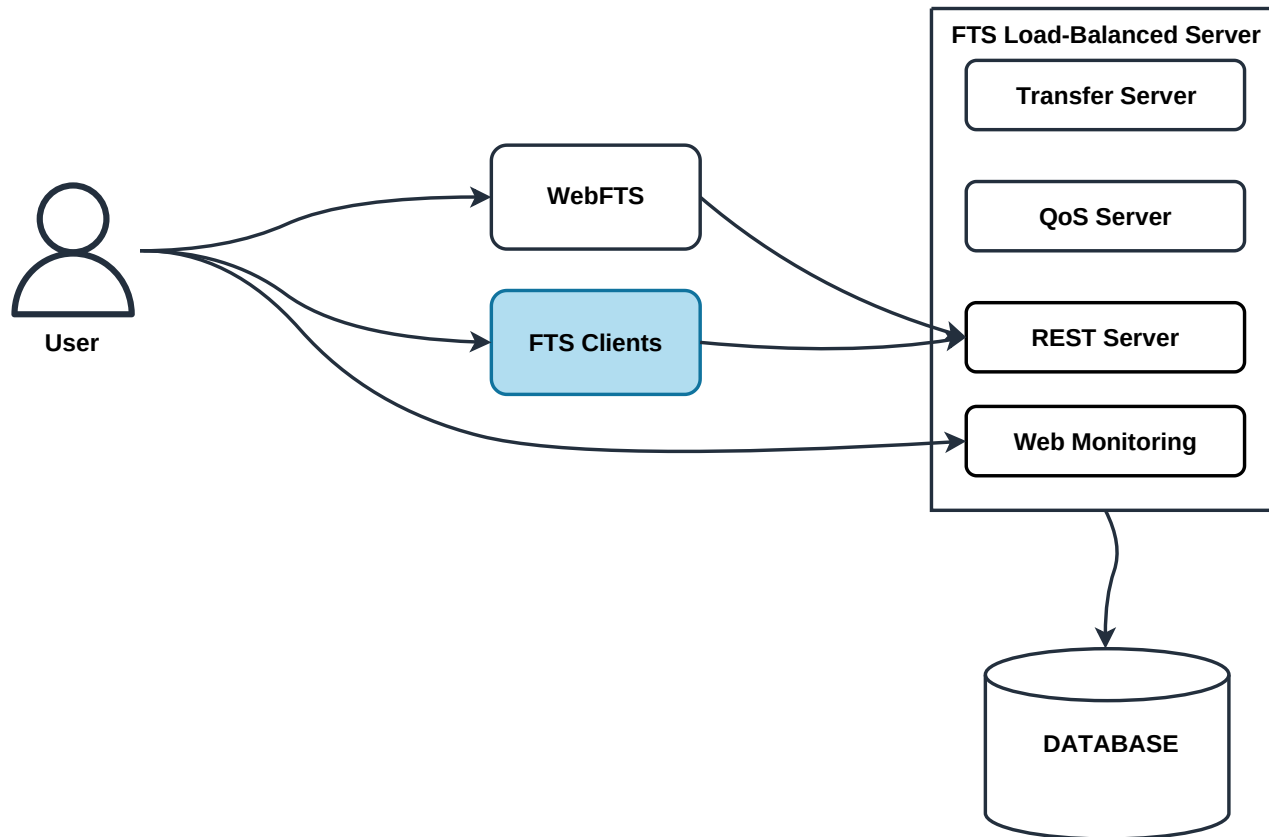 FTS Load-Balanced Server
Transfer Server
QoS Server
REST Server
Web Monitoring
WebFTS
FTS Clients
User
DATABASE